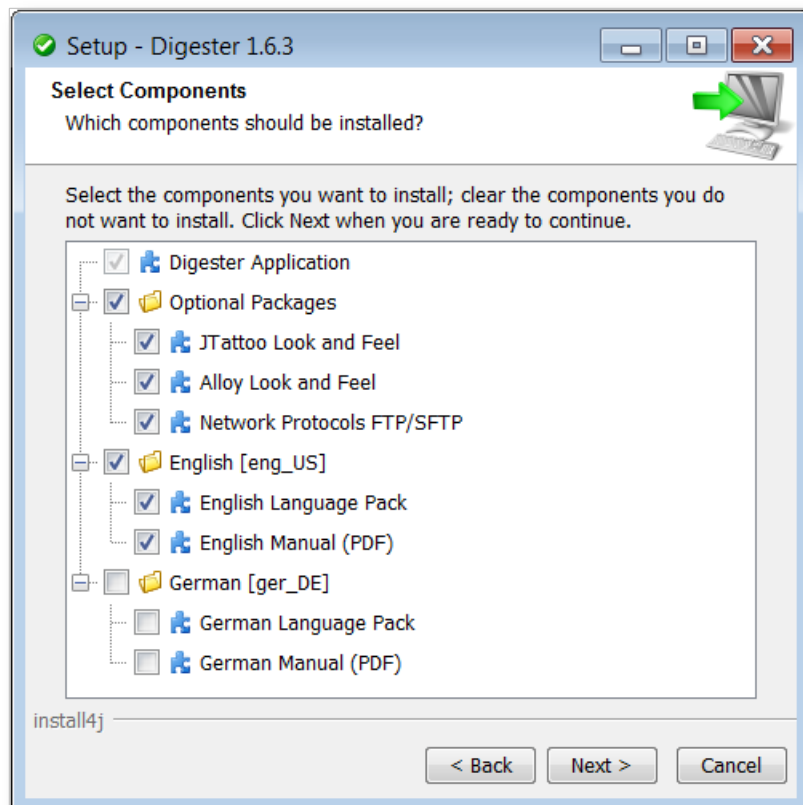 Setup - Digester 1.6.3
Select Components
Which components should be installed?
Select the components you want to install; clear the components you do
not want to install. Click Next when you are ready to continue.
Digester Application
Optional Packages
JTattoo Look and Feel
Alloy Look and Feel
Network Protocols FTP/SFTP
English [eng_US]
English Language Pack
English Manual (PDF)
German [ger_DE]
German Language Pack
German Manual (PDF)
install4j
< Back Next > Cancel